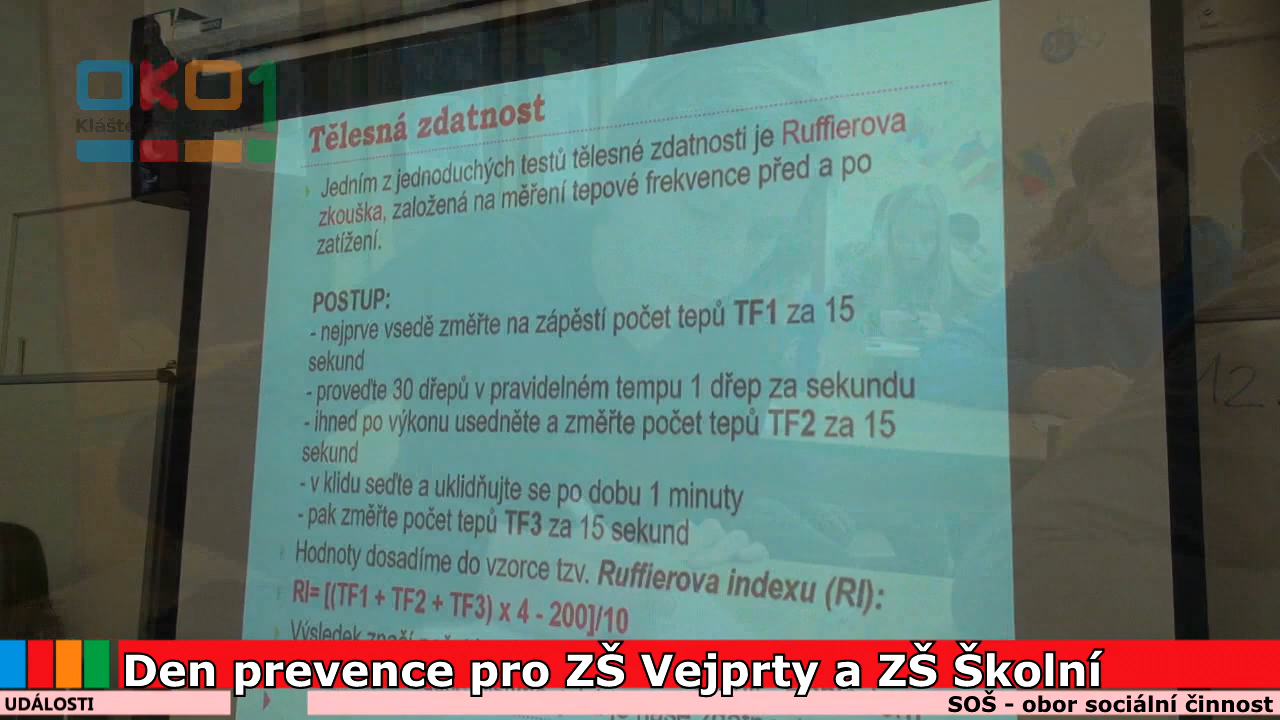 OKO1
Klášte
Tělesná zdatnost
Jedním z jednoduchých testů tělesné zdatnosti je Ruffierova
zkouška, založená na měření tepové frekvence před a po
zatížení.
POSTUP:
- nejprve vsedě změřte na zápěstí počet tepů TF1 za 15
sekund
- proveďte 30 dřepů v pravidelném tempu 1 dřep za sekundu
- ihned po výkonu usedněte a změřte počet tepů TF2 za 15
sekund
- v klidu seďte a uklidňujte se po dobu 1 minuty
- pak změřte počet tepů TF3 za 15 sekund
Hodnoty dosadíme do vzorce tzv. Ruffierova indexu (RI):
RI= [(TF1 + TF2 + TF3) x 4 - 200]/10
Výsledek
12
Den prevence pro ZŠ Vejprty a ZŠ Školní
UDÁLOSTI
SOŠ - obor sociální činnost